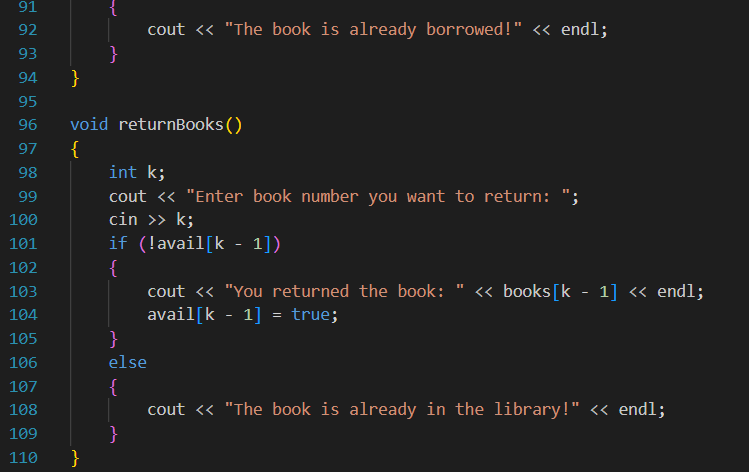 91 {
92 cout << "The book is already borrowed!" << endl;
93 }
94 }
95
96 void returnBooks()
97 {
98 int k;
99 cout << "Enter book number you want to return: ";
100 cin >> k;
101 if (!avail[k - 1])
102 {
103 cout << "You returned the book: " << books[k - 1] << endl;
104 avail[k - 1] = true;
105 }
106 else
107 {
108 cout << "The book is already in the library!" << endl;
109 }
110 }